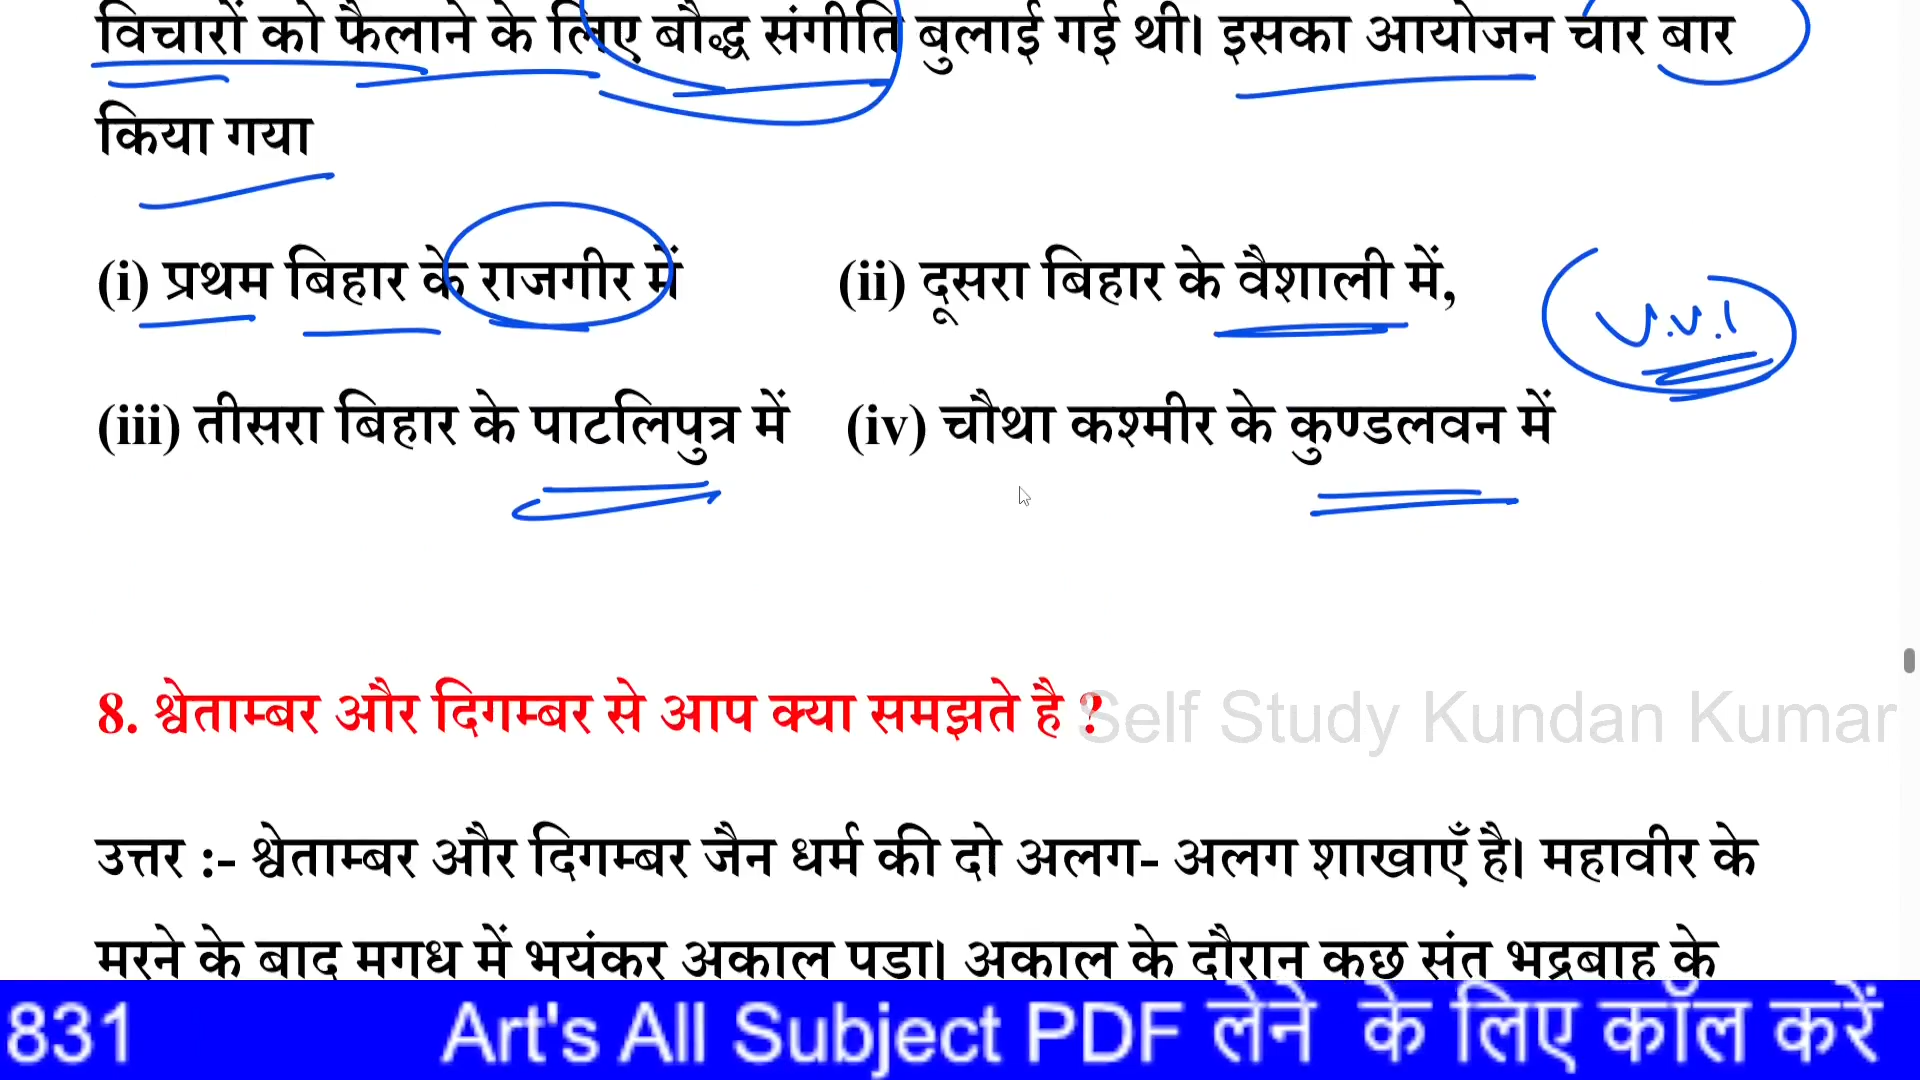 विचारों को फैलाने के लिए बौद्ध संगीति बुलाई गई थी। इसका आयोजन चार बार
किया गया
(i) प्रथम बिहार के राजगीर में (ii) दूसरा बिहार के वैशाली में,
V.V.I
(iii) तीसरा बिहार के पाटलिपुत्र में (iv) चौथा कश्मीर के कुण्डलवन में
8. श्वेताम्बर और दिगम्बर से आप क्या समझते है ?
Self Study Kundan Kumar
उत्तर :- श्वेताम्बर और दिगम्बर जैन धर्म की दो अलग- अलग शाखाएँ है। महावीर के
मरने के बाद मगध में भयंकर अकाल पड़ा। अकाल के दौरान कुछ संत भद्रबाहु के
831 Art's All Subject PDF लेने के लिए कॉल करें